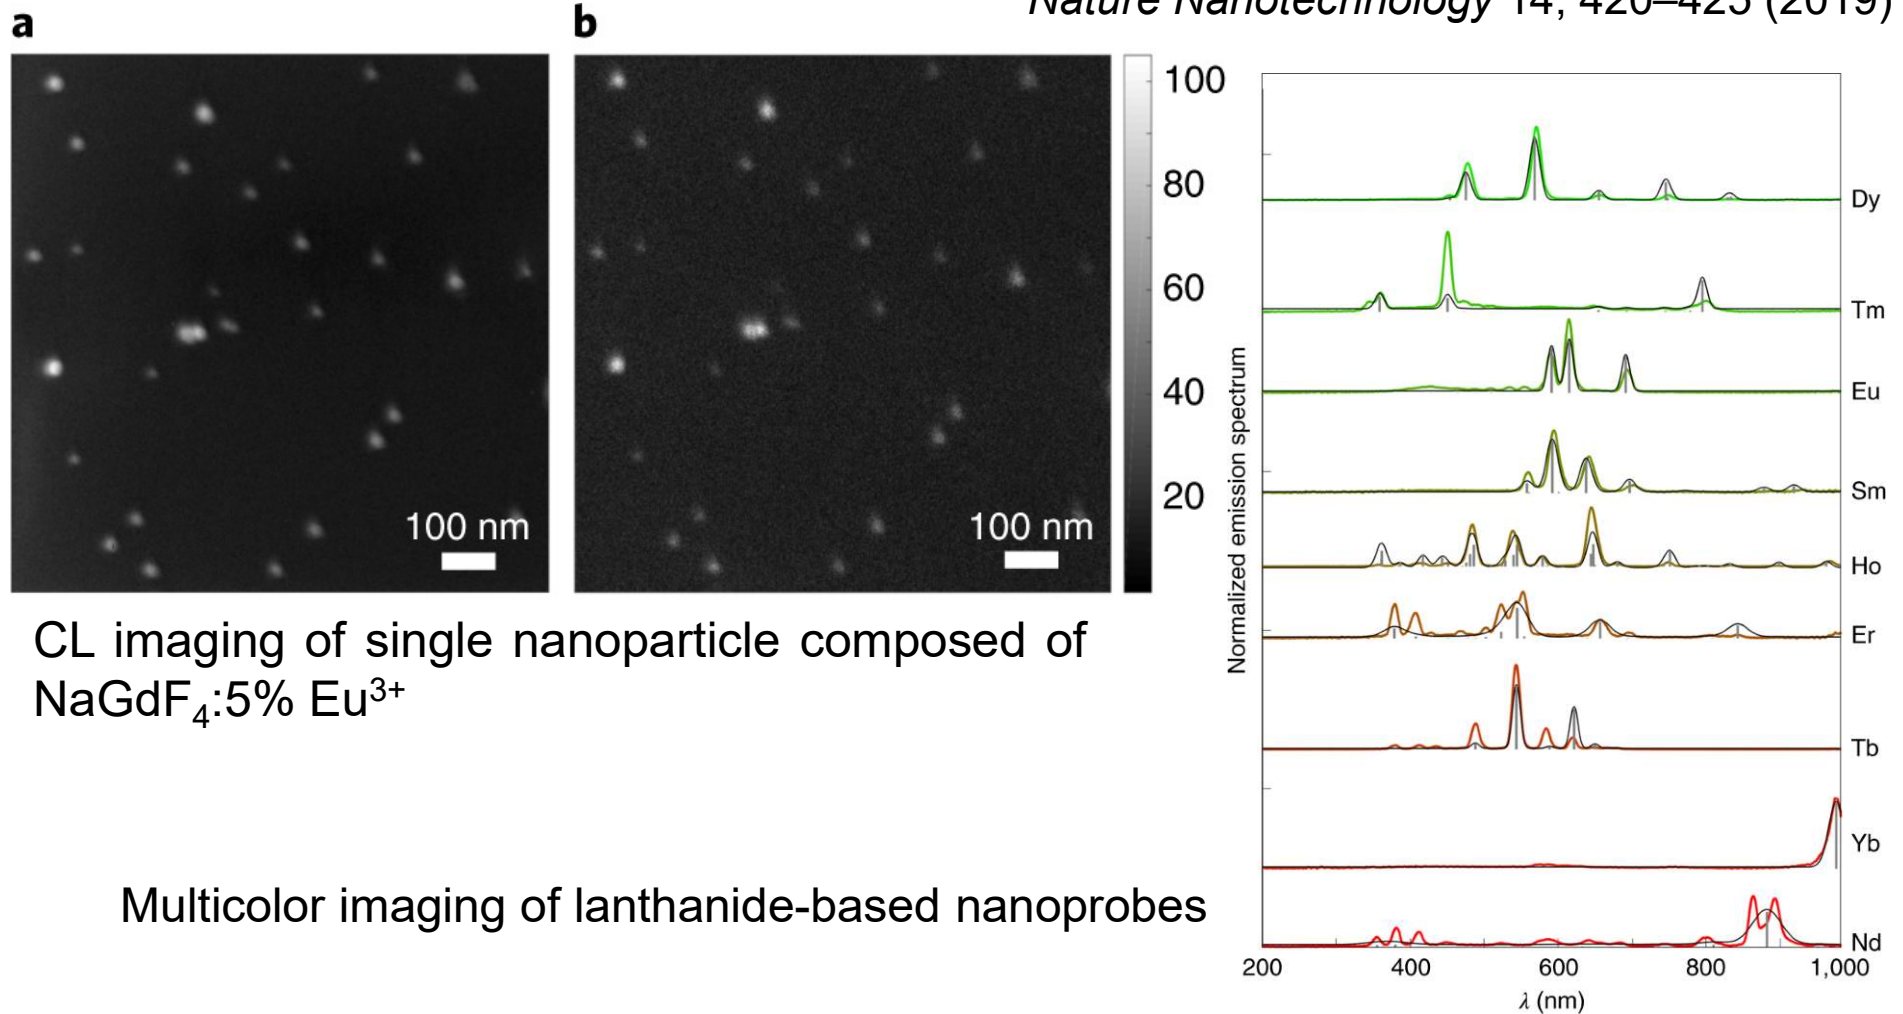 Nature Nanotechnology 14, 420–425 (2019)
a
b
100
80
60
40
20
100 nm
100 nm
CL imaging of single nanoparticle composed of
NaGdF₄:5% Eu³⁺
Multicolor imaging of lanthanide-based nanoprobes
Normalized emission spectrum
Dy
Tm
Eu
Sm
Ho
Er
Tb
Yb
Nd
200 400 600 800 1,000
λ (nm)